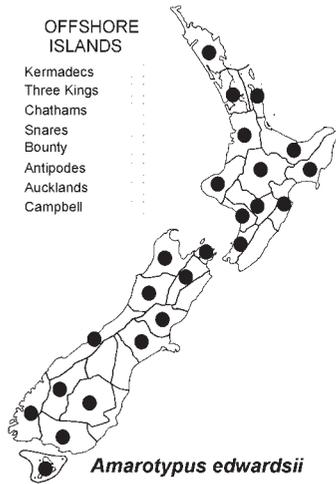 OFFSHORE
ISLANDS
Kermadecs
Three Kings
Chathams
Snares
Bounty
Antipodes
Aucklands
Campbell
Amarotypus edwardsii